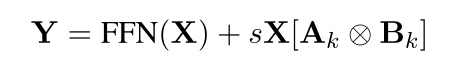 Y = FFN(X) + sX[A_k ⊗ B_k]